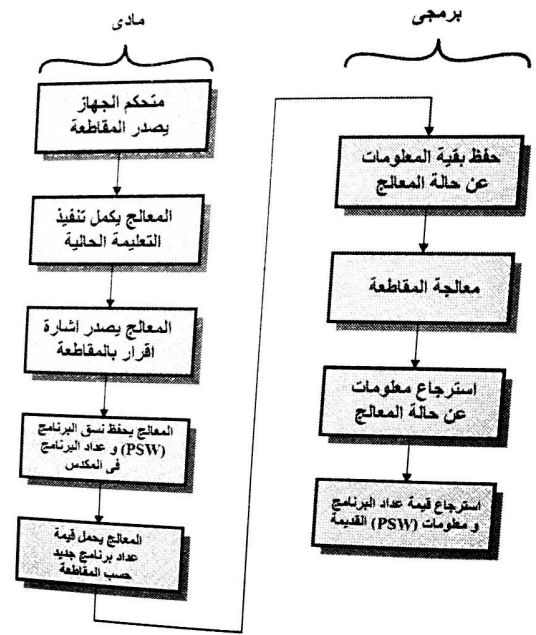 مادى
متحكم الجهاز
يصدر المقاطعة
المعالج يكمل تنفيذ
التعليمة الحالية
المعالج يصدر اشارة
اقرار بالمقاطعة
المعالج يحفظ نسق البرنامج
(PSW) و عداد البرنامج
فى المكدس
المعالج يحمل قيمة
عداد برنامج جديد
حسب المقاطعة
برمجى
حفظ بقية المعلومات
عن حالة المعالج
معالجة المقاطعة
استرجاع معلومات
عن حالة المعالج
استرجاع قيمة عداد البرنامج
و معلومات (PSW) القديمة